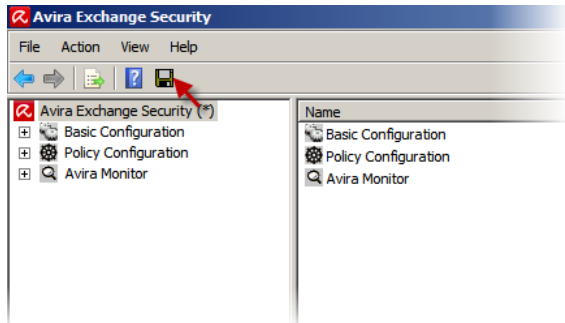 Avira Exchange Security
File Action View Help
?
Avira Exchange Security (*)
Basic Configuration
Policy Configuration
Avira Monitor
Name
Basic Configuration
Policy Configuration
Avira Monitor